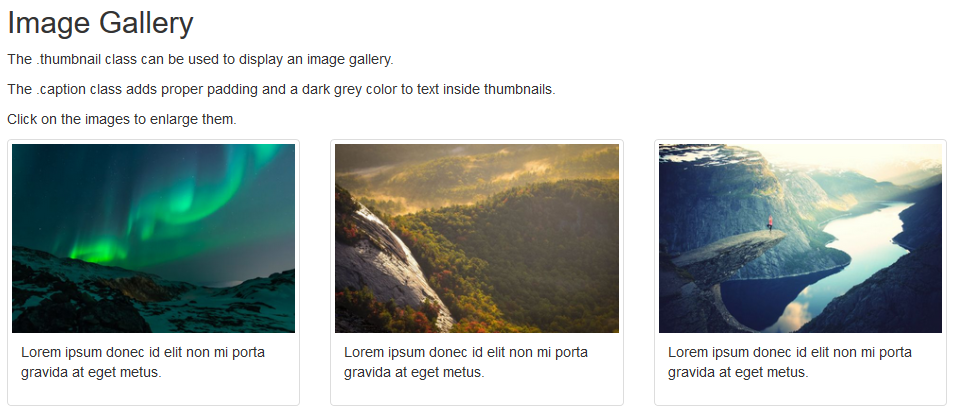 Image Gallery
The .thumbnail class can be used to display an image gallery.
The .caption class adds proper padding and a dark grey color to text inside thumbnails.
Click on the images to enlarge them.
Lorem ipsum donec id elit non mi porta
gravida at eget metus.
Lorem ipsum donec id elit non mi porta
gravida at eget metus.
Lorem ipsum donec id elit non mi porta
gravida at eget metus.